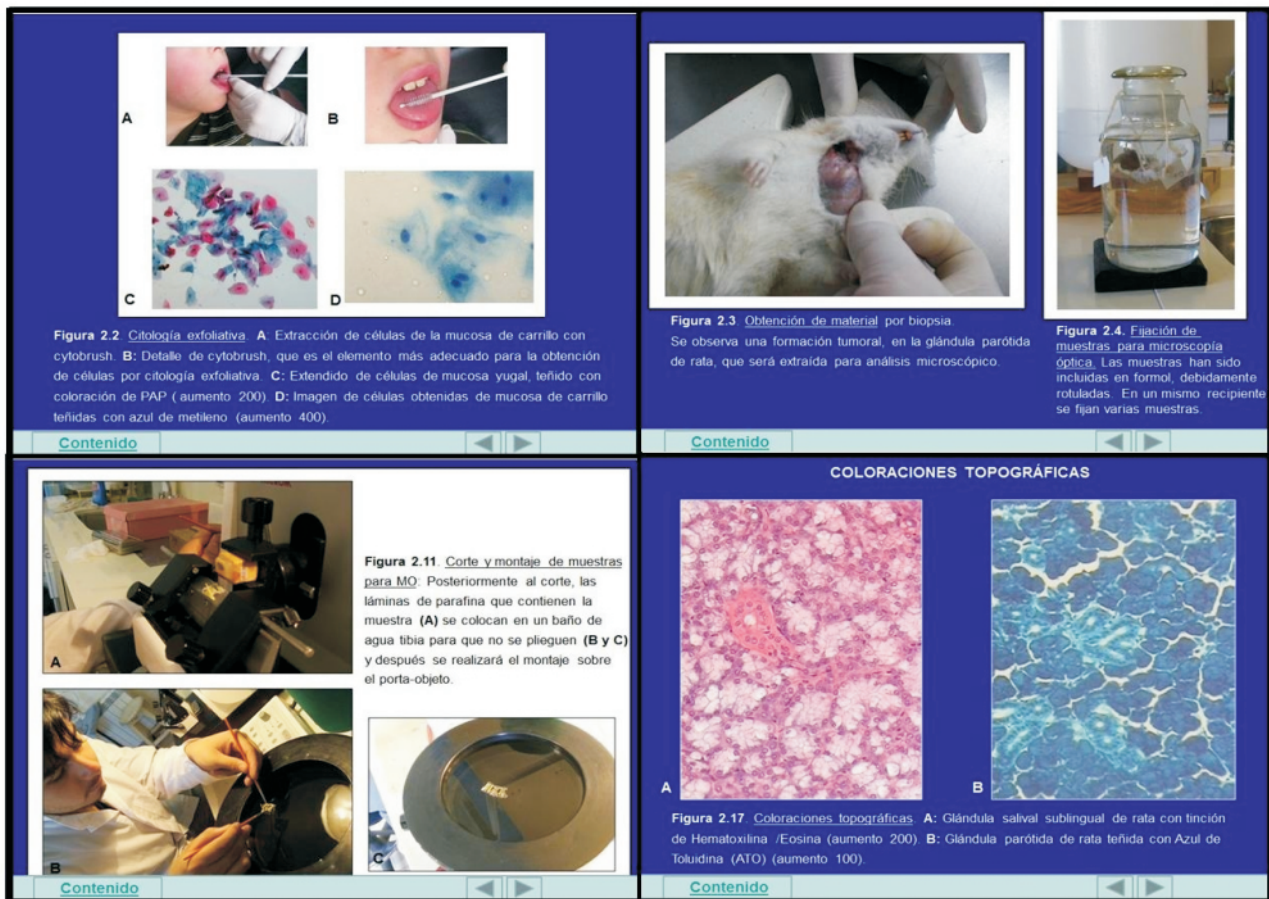 A
B
C
D
Figura 2.2. Citología exfoliativa. A: Extracción de células de la mucosa de carrillo con
cytobrush. B: Detalle de cytobrush, que es el elemento más adecuado para la obtención
de células por citología exfoliativa. C: Extendido de células de mucosa yugal, teñido con
coloración de PAP ( aumento 200). D: Imagen de células obtenidas de mucosa de carrillo
teñidas con azul de metileno (aumento 400).
Contenido
Figura 2.3. Obtención de material por biopsia.
Se observa una formación tumoral, en la glándula parótida
de rata, que será extraída para análisis microscópico.
Figura 2.4. Fijación de
muestras para microscopía
óptica. Las muestras han sido
incluidas en formol, debidamente
rotuladas. En un mismo recipiente
se fijan varias muestras.
Contenido
A
Figura 2.11. Corte y montaje de muestras
para MO: Posteriormente al corte, las
láminas de parafina que contienen la
muestra (A) se colocan en un baño de
agua tibia para que no se plieguen (B y C)
y después se realizará el montaje sobre
el porta-objeto.
B
C
Contenido
COLORACIONES TOPOGRÁFICAS
A
B
Figura 2.17. Coloraciones topográficas. A: Glándula salival sublingual de rata con tinción
de Hematoxilina /Eosina (aumento 200). B: Glándula parótida de rata teñida con Azul de
Toluidina (ATO) (aumento 100).
Contenido